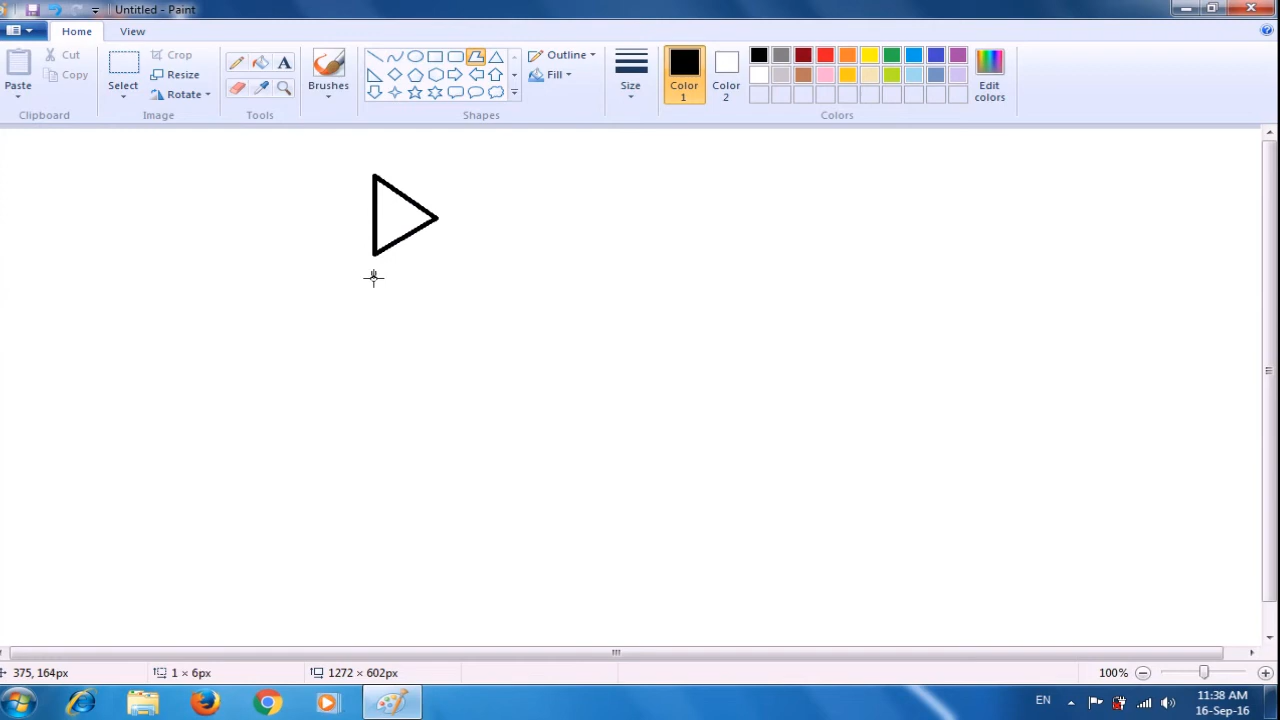 Untitled - Paint
Home
View
Paste
Cut
Copy
Clipboard
Select
Crop
Resize
Rotate
Image
A
Tools
Brushes
Shapes
Outline
Fill
Size
Color 1
Color 2
Edit colors
Colors
375, 164px
1 × 6px
1272 × 602px
100%
EN
11:38 AM
16-Sep-16